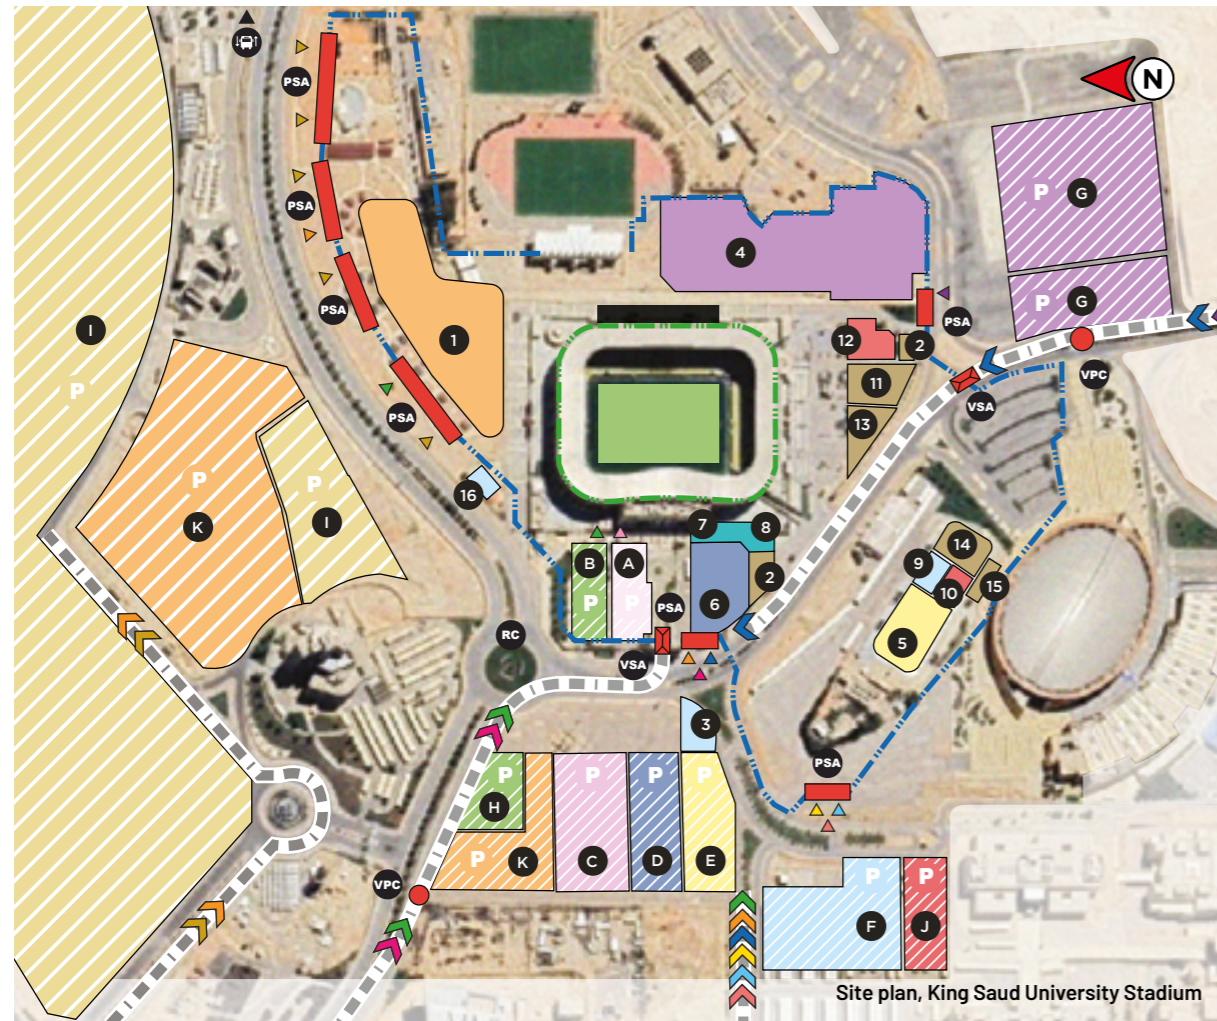 N
PSA
P
G
PSA
4
P
G
PSA
I
1
12
2
PSA
VPC
11
VSA
P
PSA
13
P
P
16
K
I
7
8
14
B
A
9
2
15
10
P
P
PSA
6
RC
5
VSA
3
PSA
P
P
P
P
H
P
K
C
D
E
VPC
P
P
F
J
Site plan, King Saud University Stadium